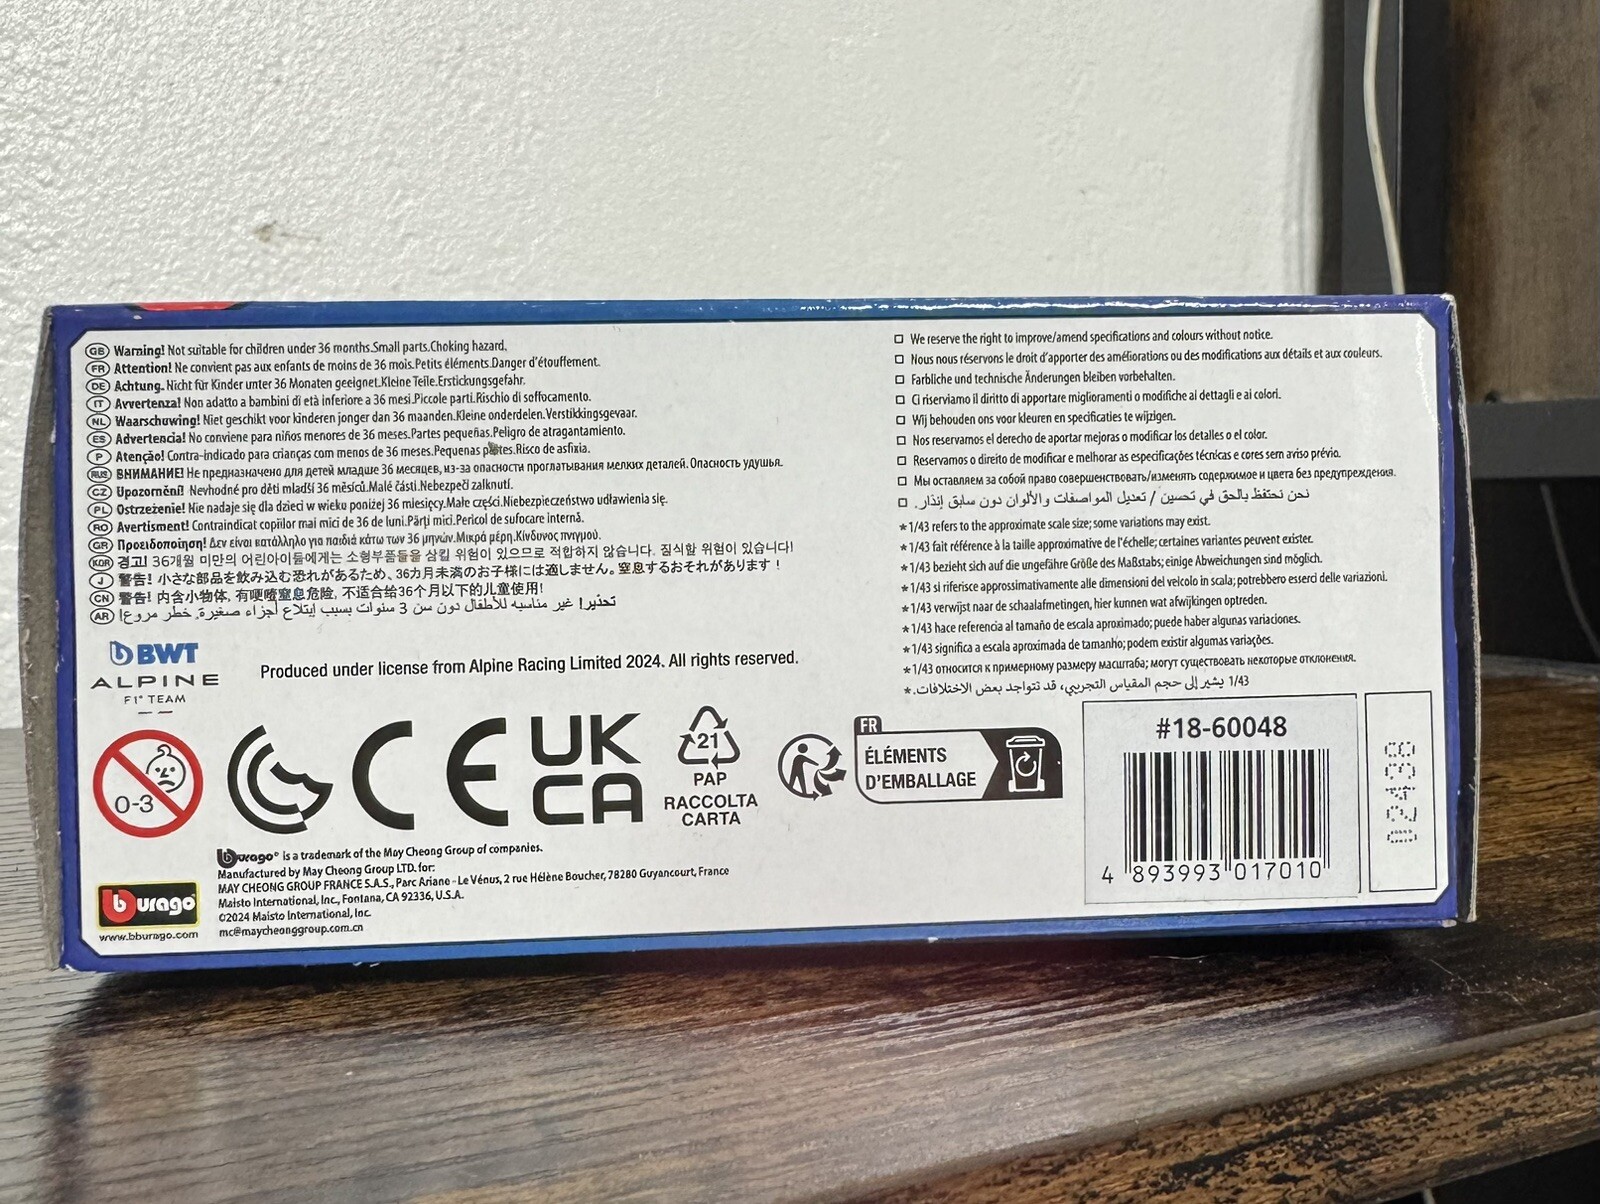 GB Warning! Not suitable for children under 36 months.Small parts.Choking hazard.
FR Attention! Ne convient pas aux enfants de moins de 36 mois.Petits éléments.Danger d'étouffement.
DE Achtung. Nicht für Kinder unter 36 Monaten geeignet.Kleine Teile.Erstickungsgefahr.
IT Avvertenza! Non adatto a bambini di età inferiore a 36 mesi.Piccole parti.Rischio di soffocamento.
NL Waarschuwing! Niet geschikt voor kinderen jonger dan 36 maanden.Kleine onderdelen.Verstikkingsgevaar.
ES Advertencia! No conviene para niños menores de 36 meses.Partes pequeñas.Peligro de atragantamiento.
P Atenção! Contra-indicado para crianças com menos de 36 meses.Pequenas partes.Risco de asfixia.
RUS ВНИМАНИЕ! Не предназначено для детей младше 36 месяцев, из-за опасности проглатывания мелких деталей. Опасность удушья.
CZ Upozornění! Nevhodné pro děti mladší 36 měsíců.Malé části.Nebezpečí zalknutí.
PL Ostrzeżenie! Nie nadaje się dla dzieci w wieku poniżej 36 miesięcy.Małe części.Niebezpieczeństwo udławienia się.
RO Avertisment! Contraindicat copiilor mai mici de 36 de luni.Părți mici.Pericol de sufocare internă.
GR Προειδοποίηση! Δεν είναι κατάλληλο για παιδιά κάτω των 36 μηνών.Μικρά μέρη.Κίνδυνος πνιγμού.
KOR 경고! 36개월 미만의 어린아이들에게는 소형부품들을 삼킬 위험이 있으므로 적합하지 않습니다. 질식할 위험이 있습니다!
J 警告! 小さな部品を飲み込む恐れがあるため、36カ月未満のお子様には適しません。窒息するおそれがあります!
CN 警告! 内含小物体, 有哽噎窒息危险, 不适合给36个月以下的儿童使用!
AR تحذير! غير مناسبه للأطفال دون سن 3 سنوات بسبب إبتلاع أجزاء صغيرة, خطر مروع!
BWT
ALPINE
F1® TEAM
Produced under license from Alpine Racing Limited 2024. All rights reserved.
0-3
CE
UK
CA
21
PAP
RACCOLTA
CARTA
FR
ÉLÉMENTS
D'EMBALLAGE
burago® is a trademark of the May Cheong Group of companies.
Manufactured by May Cheong Group LTD. for:
MAY CHEONG GROUP FRANCE S.A.S., Parc Ariane - Le Vénus, 2 rue Hélène Boucher, 78280 Guyancourt, France
Maisto International, Inc., Fontana, CA 92336, U.S.A.
©2024 Maisto International, Inc.
mc@maycheonggroup.com.cn
burago
www.bburago.com
We reserve the right to improve/amend specifications and colours without notice.
Nous nous réservons le droit d'apporter des améliorations ou des modifications aux détails et aux couleurs.
Farbliche und technische Änderungen bleiben vorbehalten.
Ci riserviamo il diritto di apportare miglioramenti o modifiche ai dettagli e ai colori.
Wij behouden ons voor kleuren en specificaties te wijzigen.
Nos reservamos el derecho de aportar mejoras o modificar los detalles o el color.
Reservamos o direito de modificar e melhorar as especificações técnicas e cores sem aviso prévio.
Мы оставляем за собой право совершенствовать/изменять содержимое и цвета без предупреждения.
نحن نحتفظ بالحق في تحسين / تعديل المواصفات والألوان دون سابق إنذار.
*1/43 refers to the approximate scale size; some variations may exist.
*1/43 fait référence à la taille approximative de l'échelle; certaines variantes peuvent exister.
*1/43 bezieht sich auf die ungefähre Größe des Maßstabs; einige Abweichungen sind möglich.
*1/43 si riferisce approssimativamente alle dimensioni del veicolo in scala; potrebbero esserci delle variazioni.
*1/43 verwijst naar de schaalafmetingen, hier kunnen wat afwijkingen optreden.
*1/43 hace referencia al tamaño de escala aproximado; puede haber algunas variaciones.
*1/43 significa a escala aproximada de tamanho; podem existir algumas variações.
*1/43 относится к примерному размеру масштаба; могут существовать некоторые отклонения.
1/43 يشير إلى حجم المقياس التجريبي، قد تتواجد بعض الاختلافات.*
#18-60048
4 893993 017010